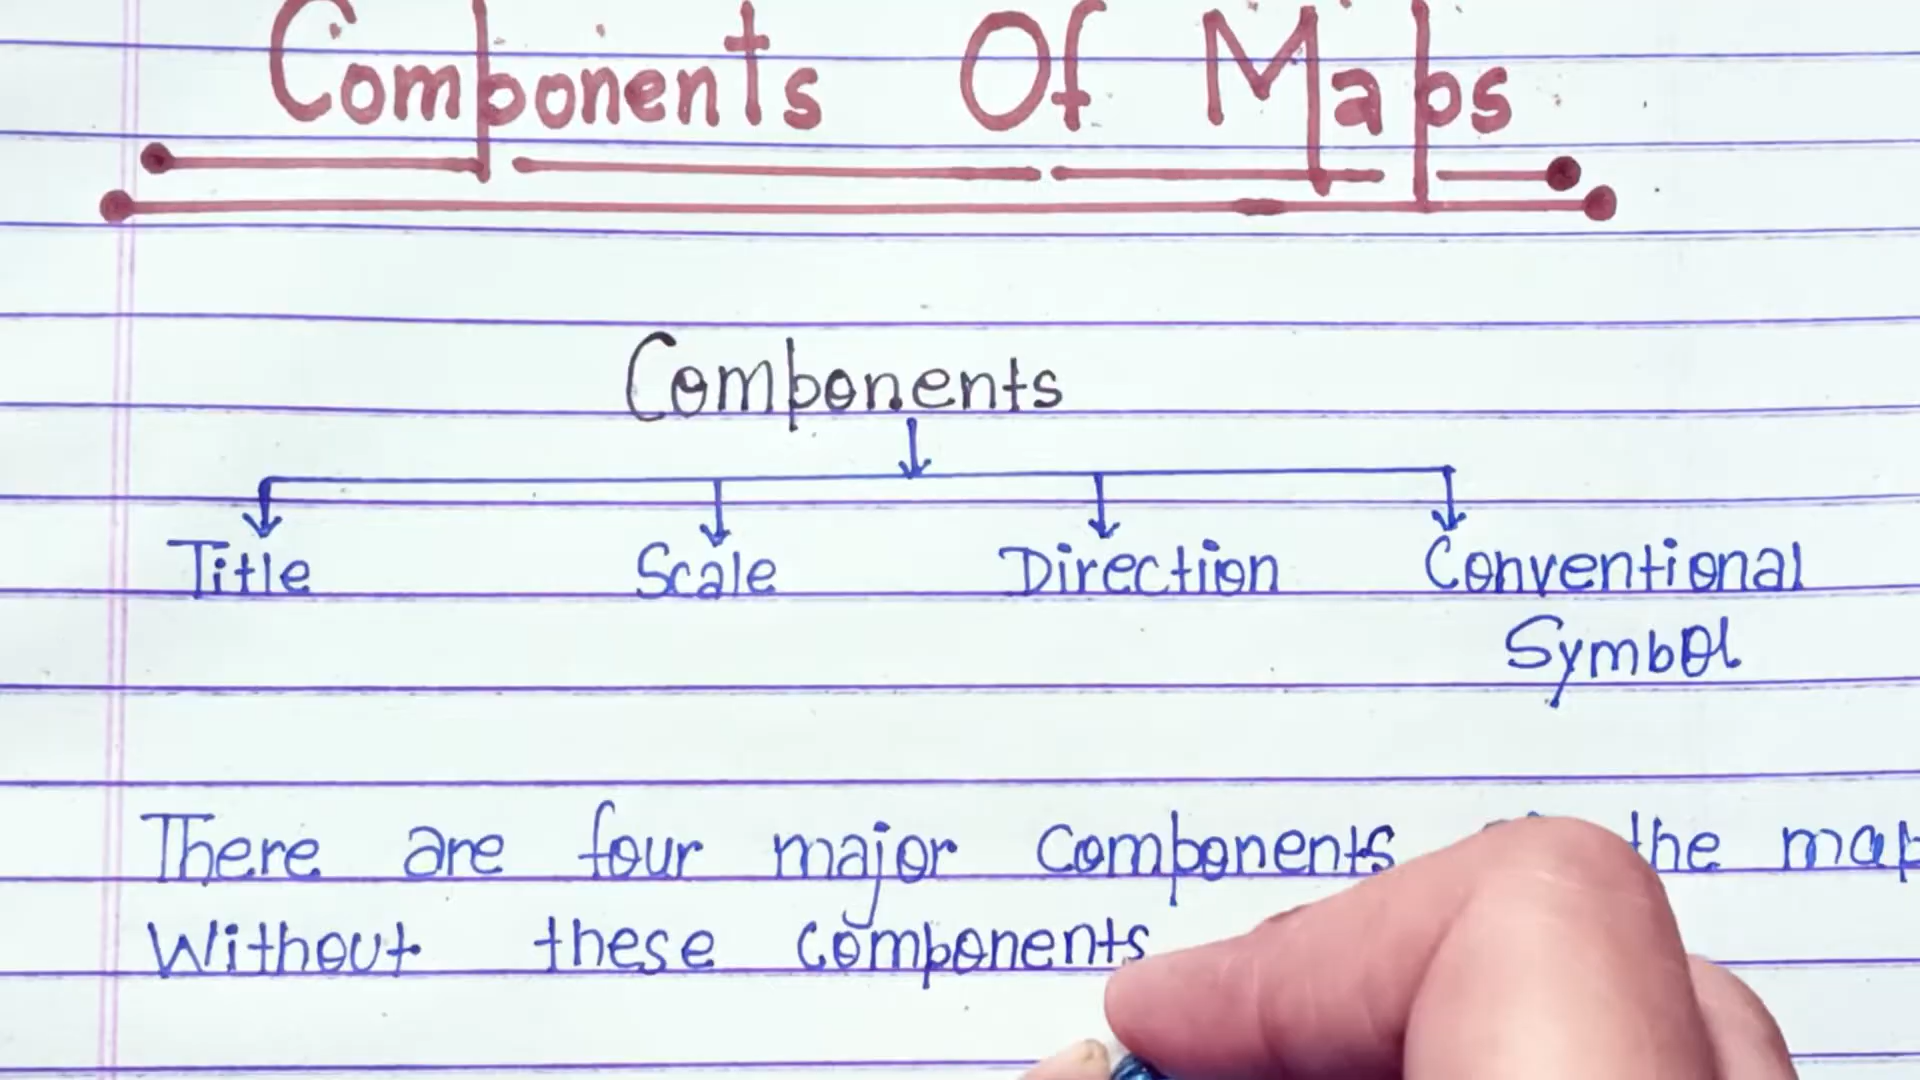 Components Of Maps
Components
Title Scale Direction Conventional
Symbol
There are four major components the map
Without these components